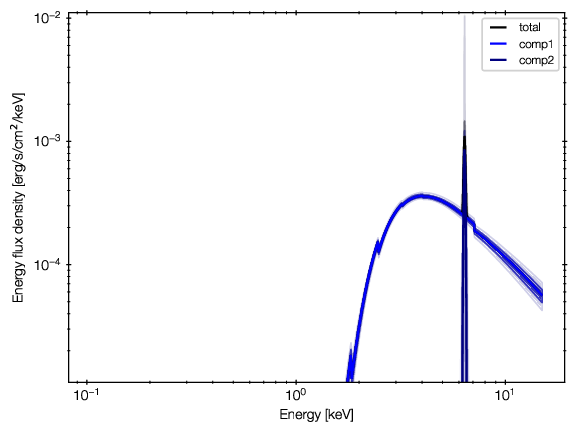 total
comp1
comp2
Energy flux density [erg/s/cm²/keV]
10⁻²
10⁻³
10⁻⁴
10⁻¹ 10⁰ 10¹
Energy [keV]